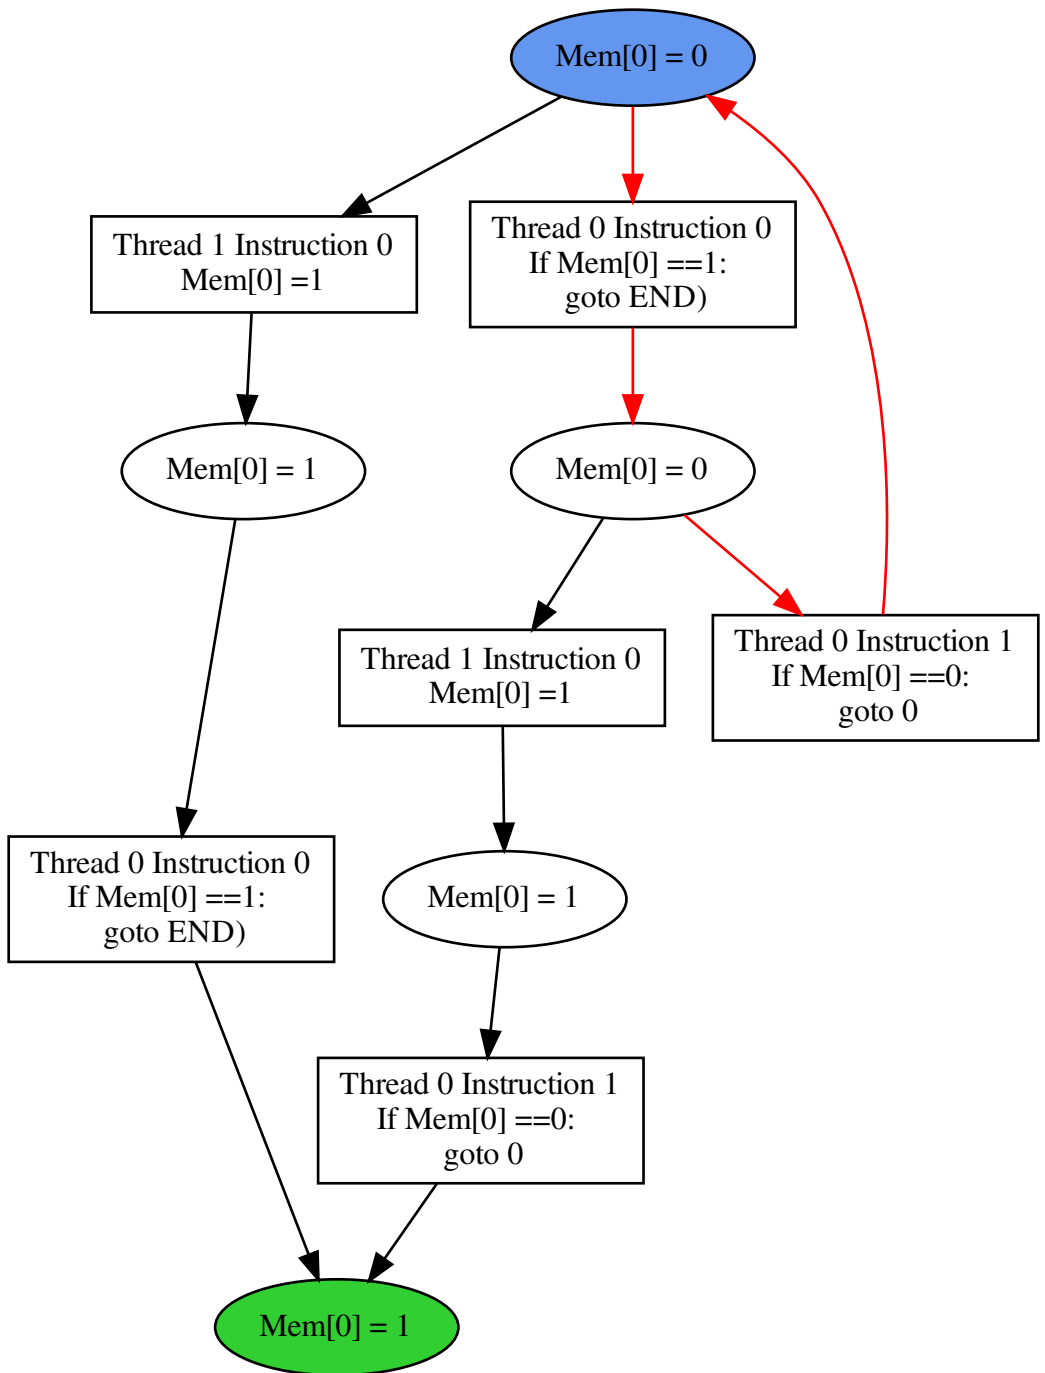 Mem[0] = 0
Thread 1 Instruction 0
Mem[0] =1
Thread 0 Instruction 0
If Mem[0] ==1:
goto END)
Mem[0] = 1
Mem[0] = 0
Thread 1 Instruction 0
Mem[0] =1
Thread 0 Instruction 1
If Mem[0] ==0:
goto 0
Thread 0 Instruction 0
If Mem[0] ==1:
goto END)
Mem[0] = 1
Thread 0 Instruction 1
If Mem[0] ==0:
goto 0
Mem[0] = 1